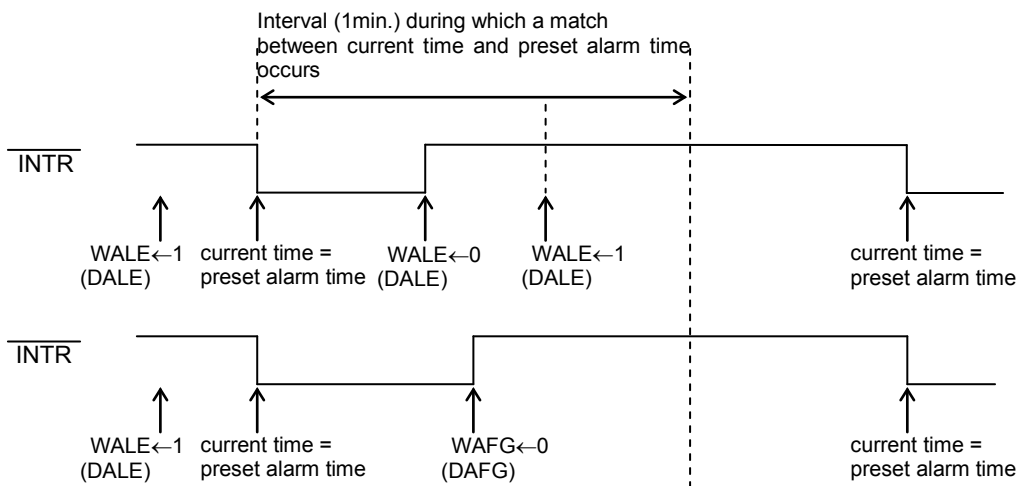 Interval (1min.) during which a match
between current time and preset alarm time
occurs
INTR
WALE←1
(DALE)
current time =
preset alarm time
WALE←0
(DALE)
WALE←1
(DALE)
current time =
preset alarm time
INTR
WALE←1
(DALE)
current time =
preset alarm time
WAFG←0
(DAFG)
current time =
preset alarm time